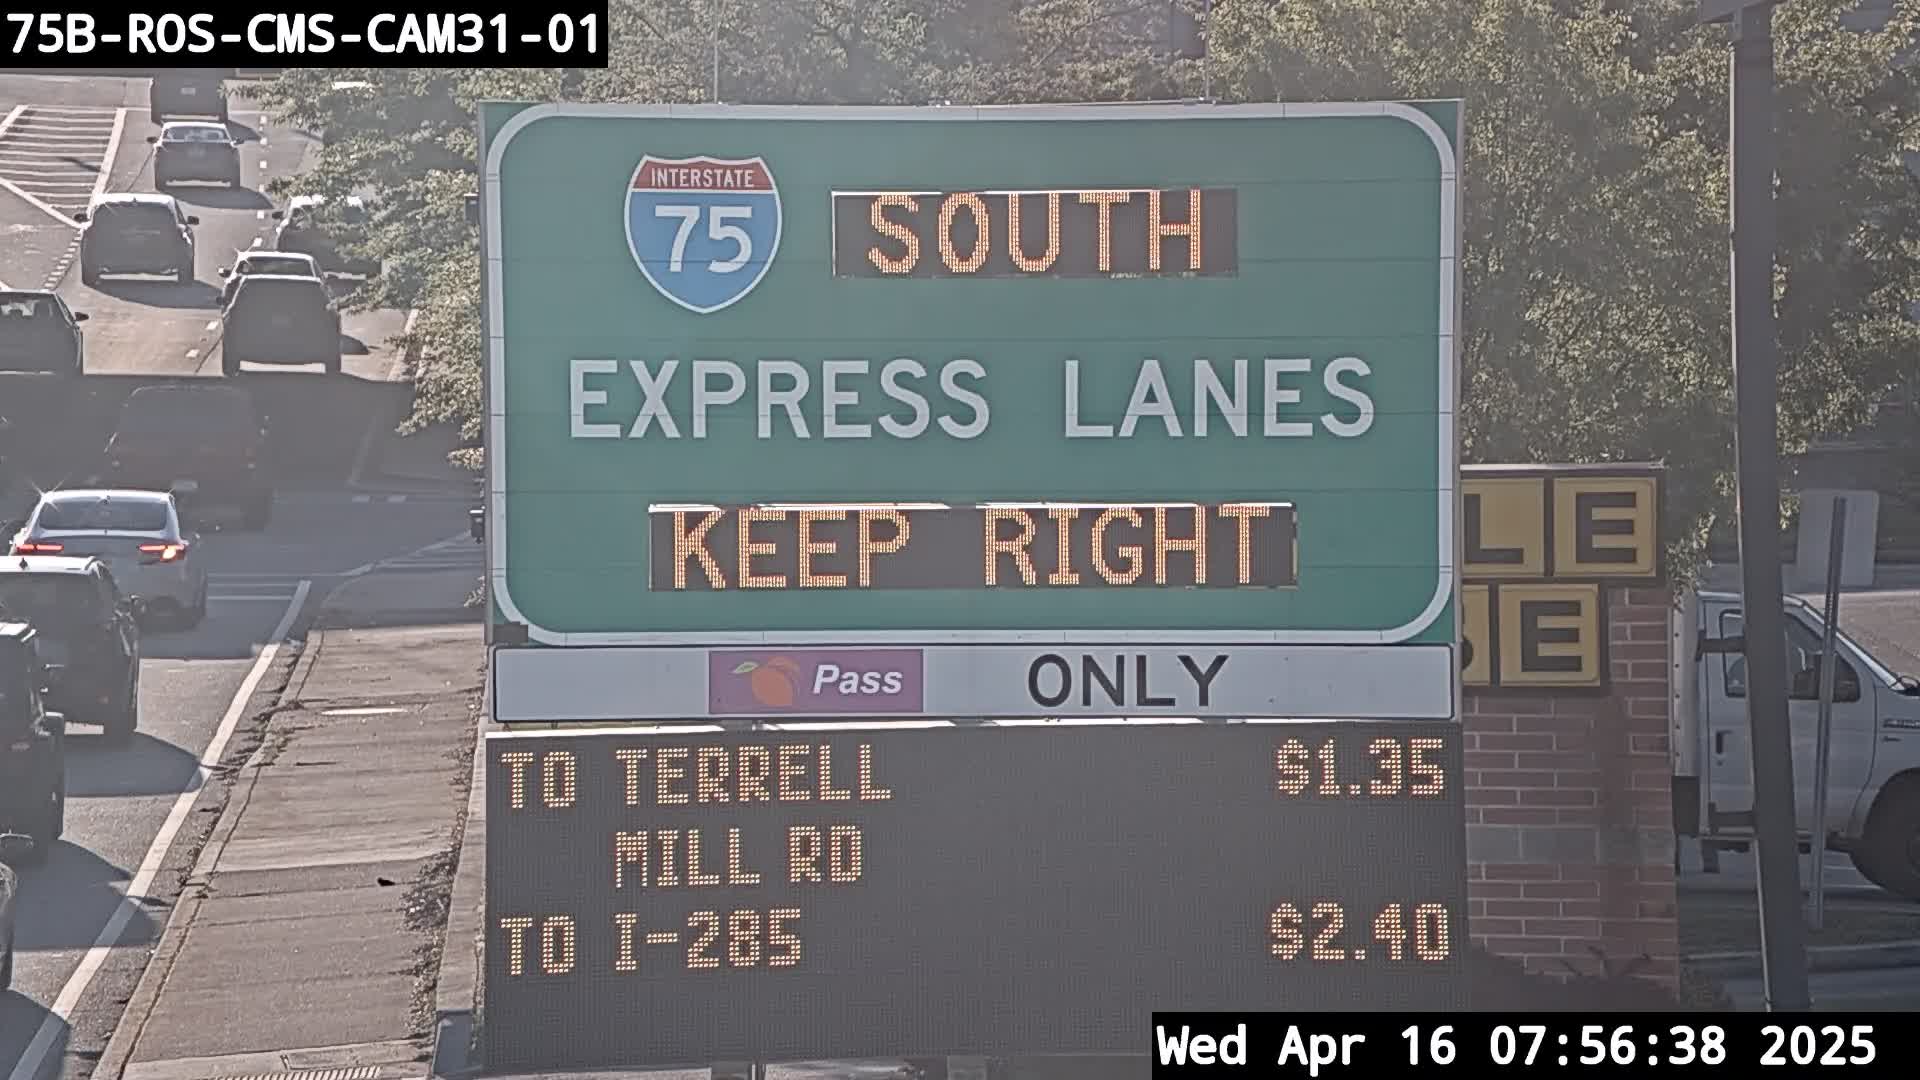 75B-ROS-CMS-CAM31-01
INTERSTATE
75
SOUTH
EXPRESS LANES
KEEP RIGHT
Pass ONLY
TO TERRELL $1.35
MILL RD
TO I-285 $2.40
LE
E
Wed Apr 16 07:56:38 2025